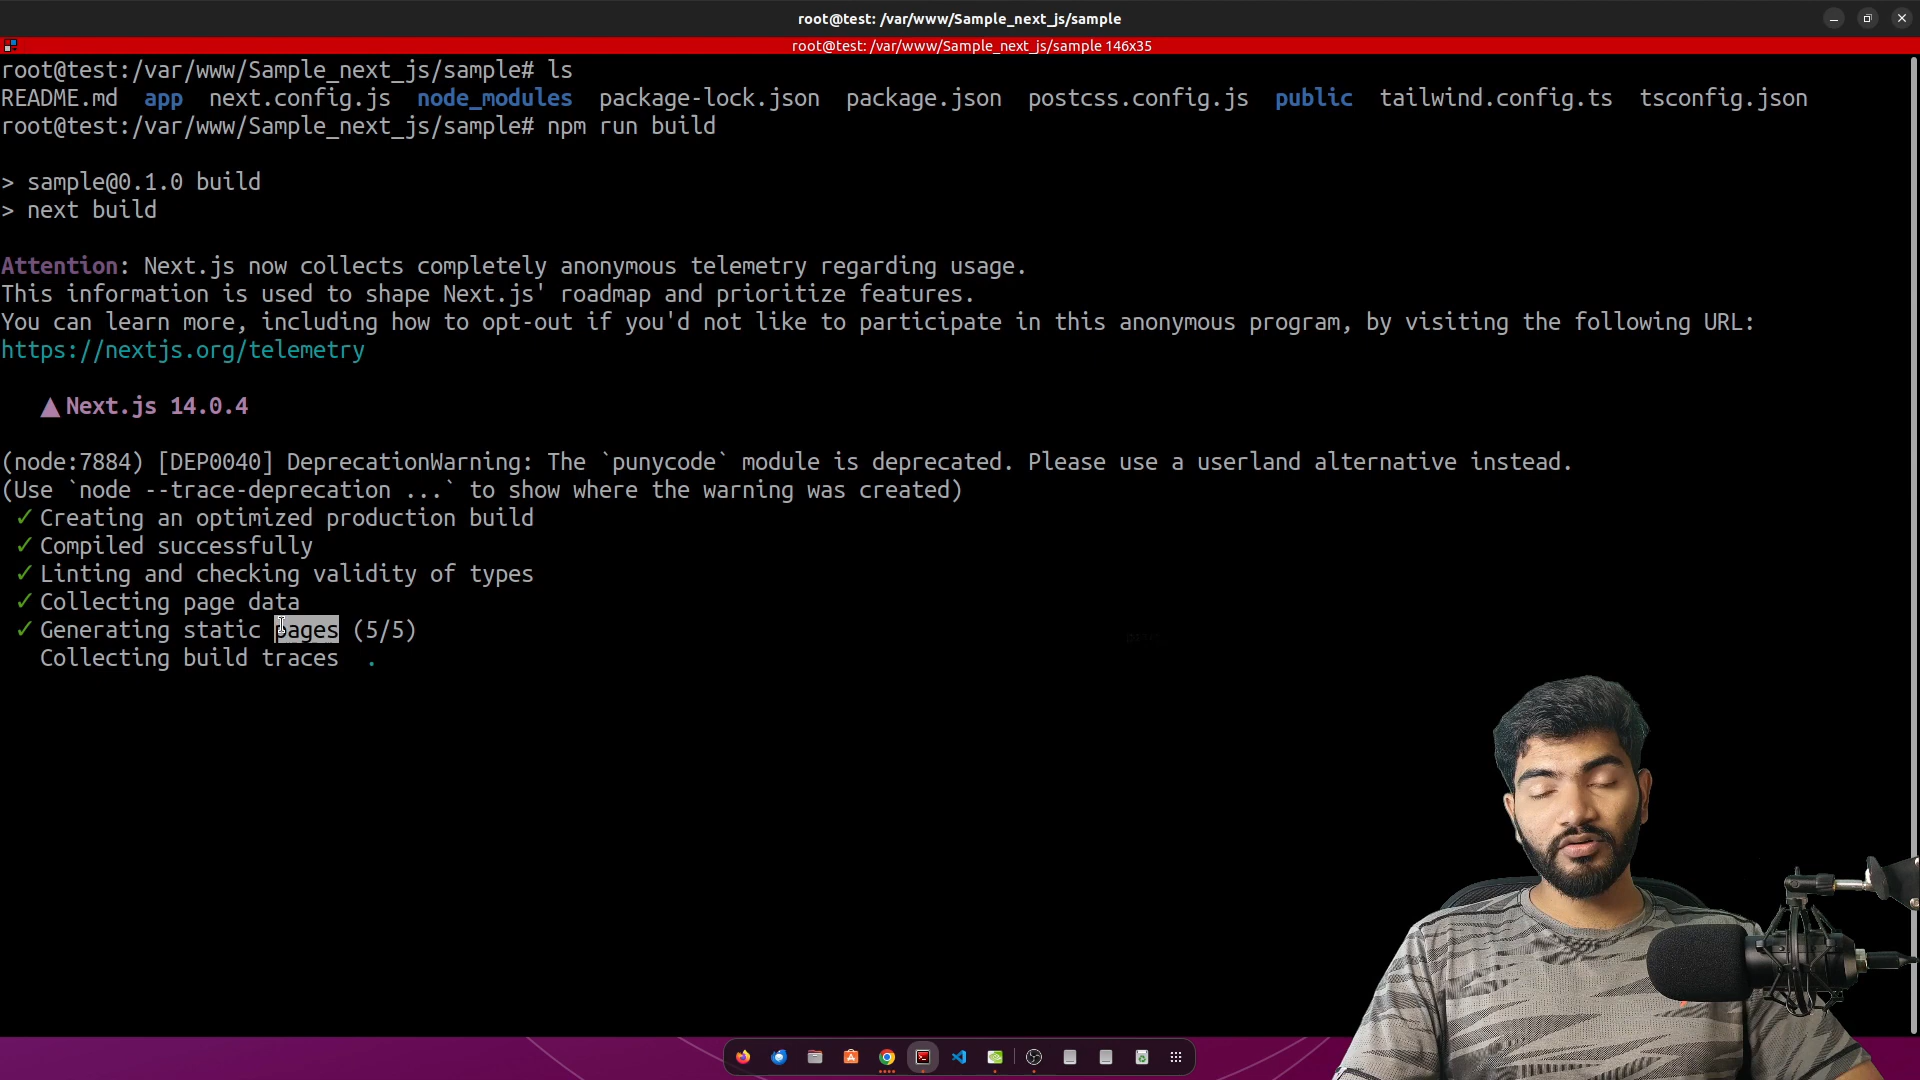 root@test: /var/www/Sample_next_js/sample
root@test: /var/www/Sample_next_js/sample 146x35
root@test:/var/www/Sample_next_js/sample# ls
README.md app next.config.js node_modules package-lock.json package.json postcss.config.js public tailwind.config.ts tsconfig.json
root@test:/var/www/Sample_next_js/sample# npm run build
> sample@0.1.0 build
> next build
Attention: Next.js now collects completely anonymous telemetry regarding usage.
This information is used to shape Next.js' roadmap and prioritize features.
You can learn more, including how to opt-out if you'd not like to participate in this anonymous program, by visiting the following URL:
https://nextjs.org/telemetry
▲ Next.js 14.0.4
(node:7884) [DEP0040] DeprecationWarning: The `punycode` module is deprecated. Please use a userland alternative instead.
(Use `node --trace-deprecation ...` to show where the warning was created)
✓ Creating an optimized production build
✓ Compiled successfully
✓ Linting and checking validity of types
✓ Collecting page data
✓ Generating static pages (5/5)
Collecting build traces .